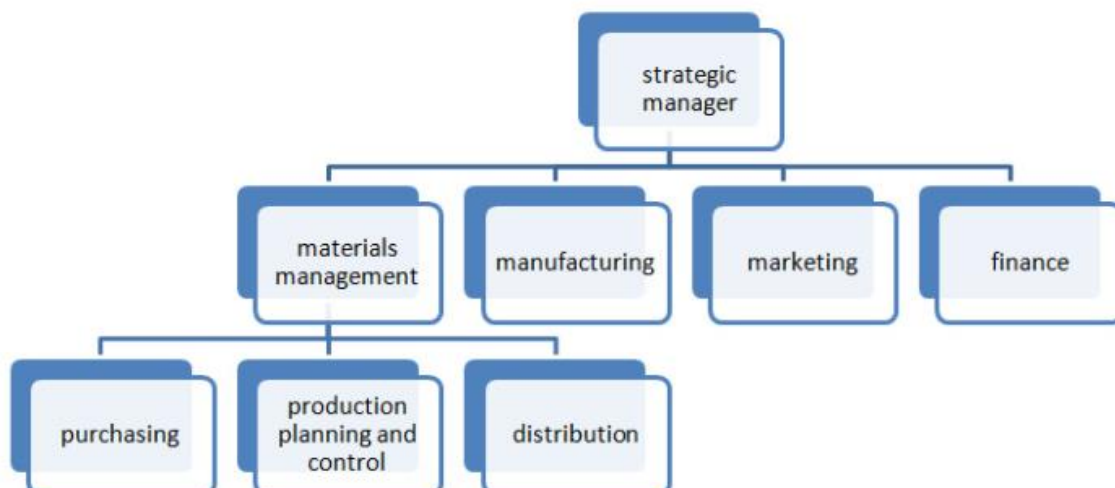 strategic
manager
materials
management
manufacturing
marketing
finance
purchasing
production
planning and
control
distribution